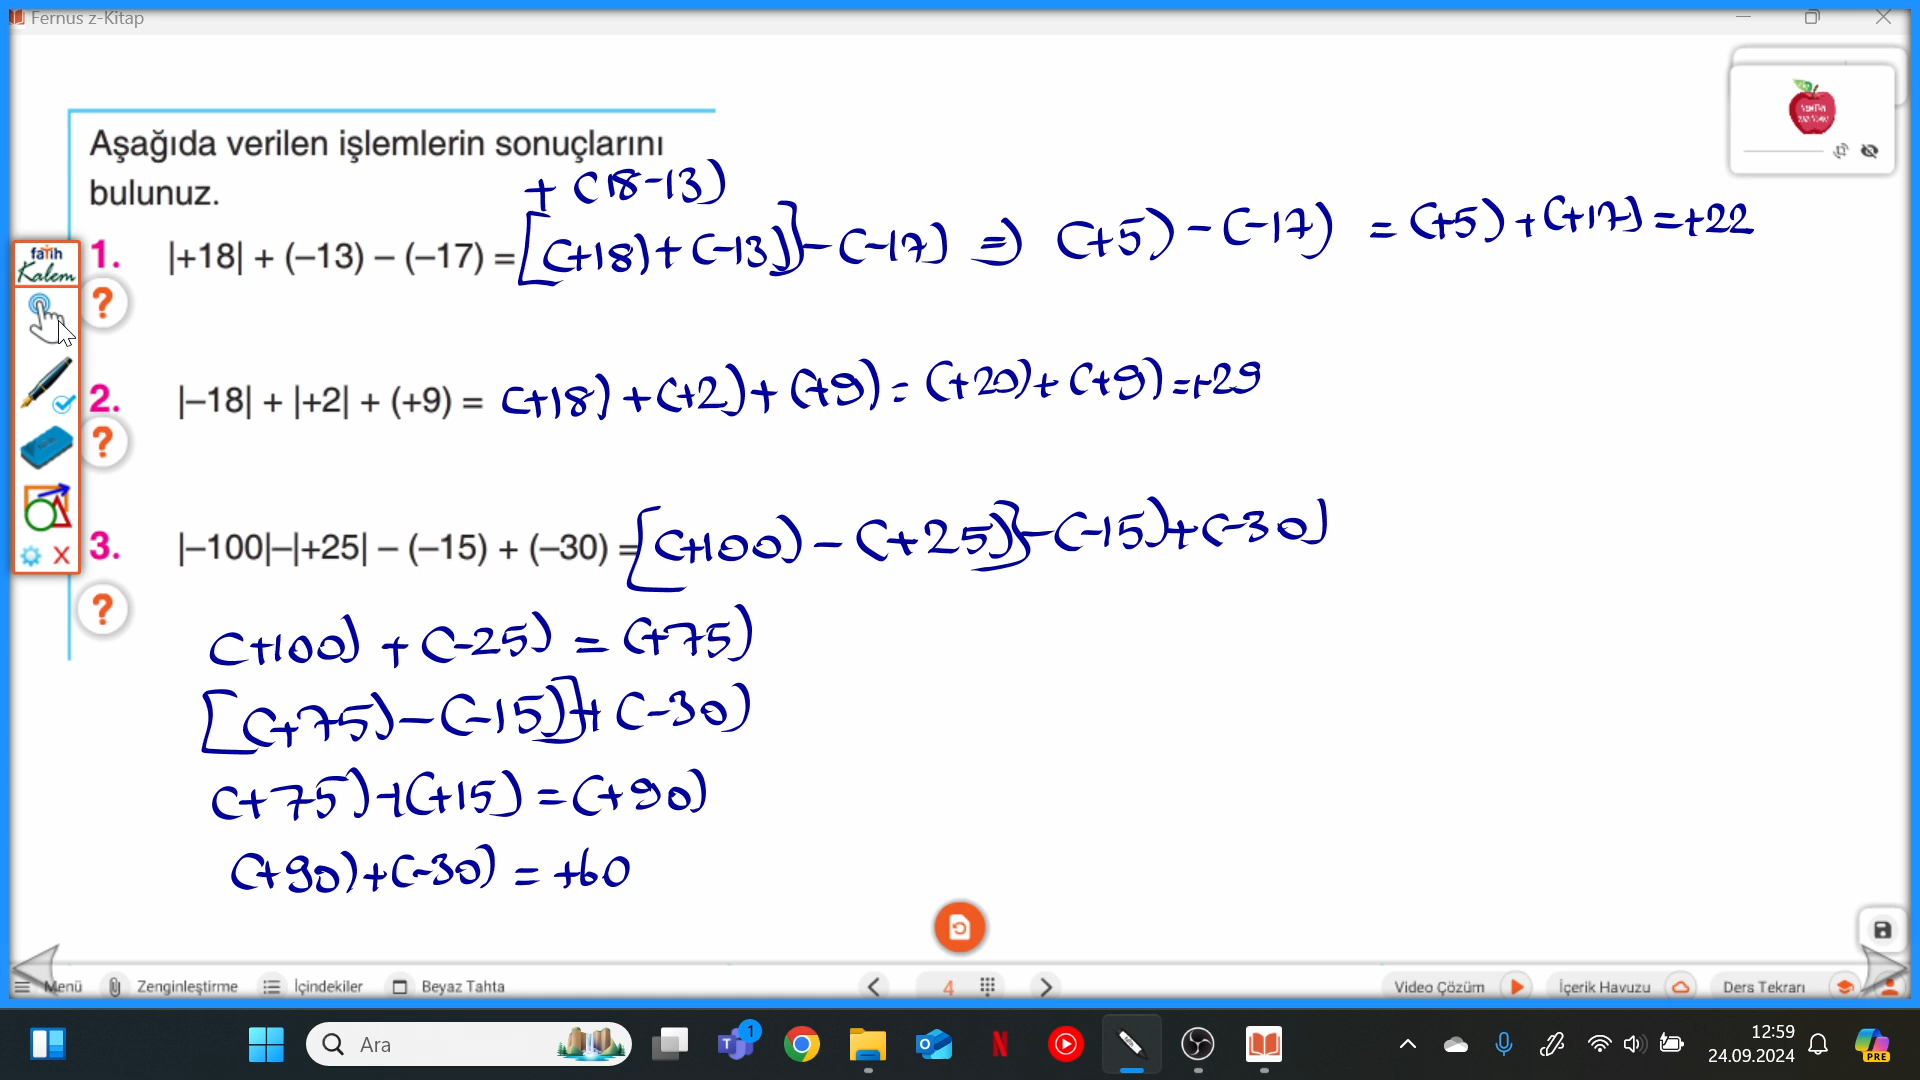 Fernus z-Kitap
Aşağıda verilen işlemlerin sonuçlarını
bulunuz.
+ (18-13)
1. |+18| + (–13) – (–17) = [(+18)+(-13)]-(-17) ⇒ (+5)-(-17) = (+5)+(+17)=+22
?
2. |–18| + |+2| + (+9) = (+18)+(+2)+(+9)=(+20)+(+9)=+29
?
3. |–100|–|+25| – (–15) + (–30) = [(+100)-(+25)]-(-15)+(-30)
?
(+100)+(-25) = (+75)
[(+75)-(-15)]+(-30)
(+75)+(+15)=(+90)
(+90)+(-30) = +60
fatih
Kalem
Menü Zenginleştirme İçindekiler Beyaz Tahta 4 Video Çözüm İçerik Havuzu Ders Tekrarı
Ara
1
12:59
24.09.2024
PRE